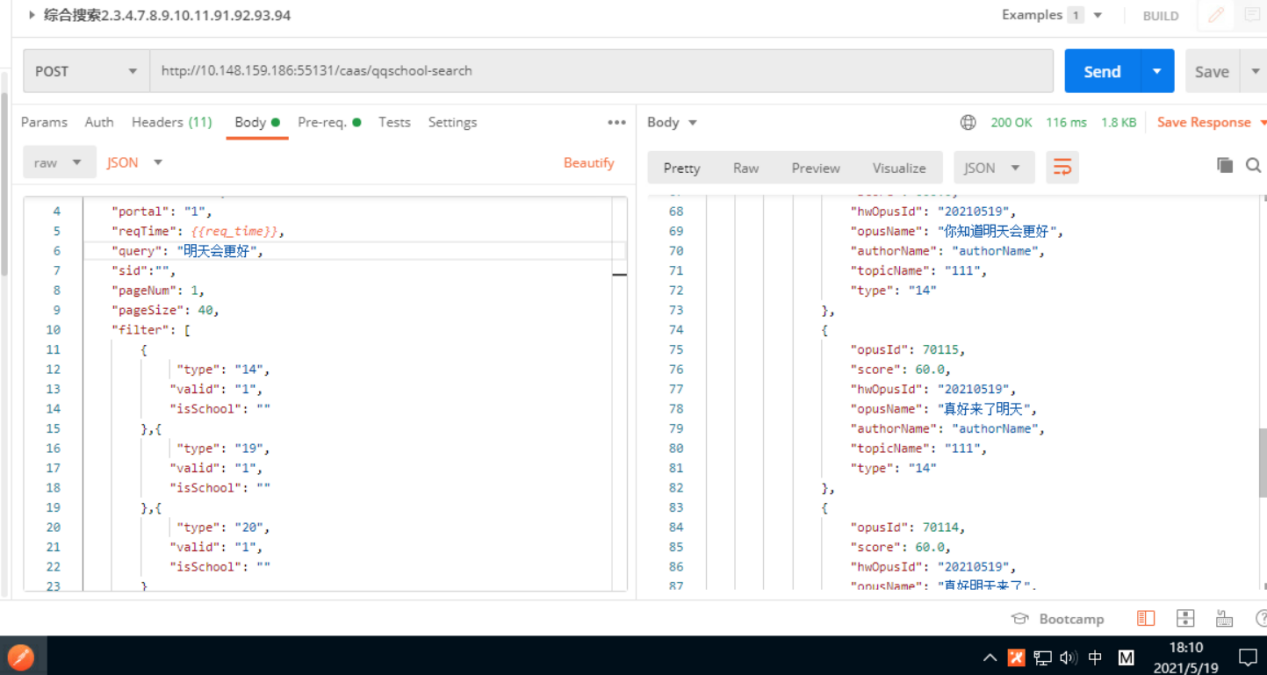 综合搜索2.3.4.7.8.9.10.11.91.92.93.94
Examples 1 BUILD
POST http://10.148.159.186:55131/caas/qqschool-search Send Save
Params Auth Headers (11) Body Pre-req. Tests Settings
raw JSON Beautify
4 "portal": "1",
5 "reqTime": {{req_time}},
6 "query": "明天会更好",
7 "sid":"",
8 "pageNum": 1,
9 "pageSize": 40,
10 "filter": [
11 {
12 "type": "14",
13 "valid": "1",
14 "isSchool": ""
15 },{
16 "type": "19",
17 "valid": "1",
18 "isSchool": ""
19 },{
20 "type": "20",
21 "valid": "1",
22 "isSchool": ""
23 }
Body 200 OK 116 ms 1.8 KB Save Response
Pretty Raw Preview Visualize JSON
68 "hwOpusId": "20210519",
69 "opusName": "你知道明天会更好",
70 "authorName": "authorName",
71 "topicName": "111",
72 "type": "14"
73 },
74 {
75 "opusId": 70115,
76 "score": 60.0,
77 "hwOpusId": "20210519",
78 "opusName": "真好来了明天",
79 "authorName": "authorName",
80 "topicName": "111",
81 "type": "14"
82 },
83 {
84 "opusId": 70114,
85 "score": 60.0,
86 "hwOpusId": "20210519",
87 "opusName": "真好明天来了",
Bootcamp
中 M 18:10
2021/5/19